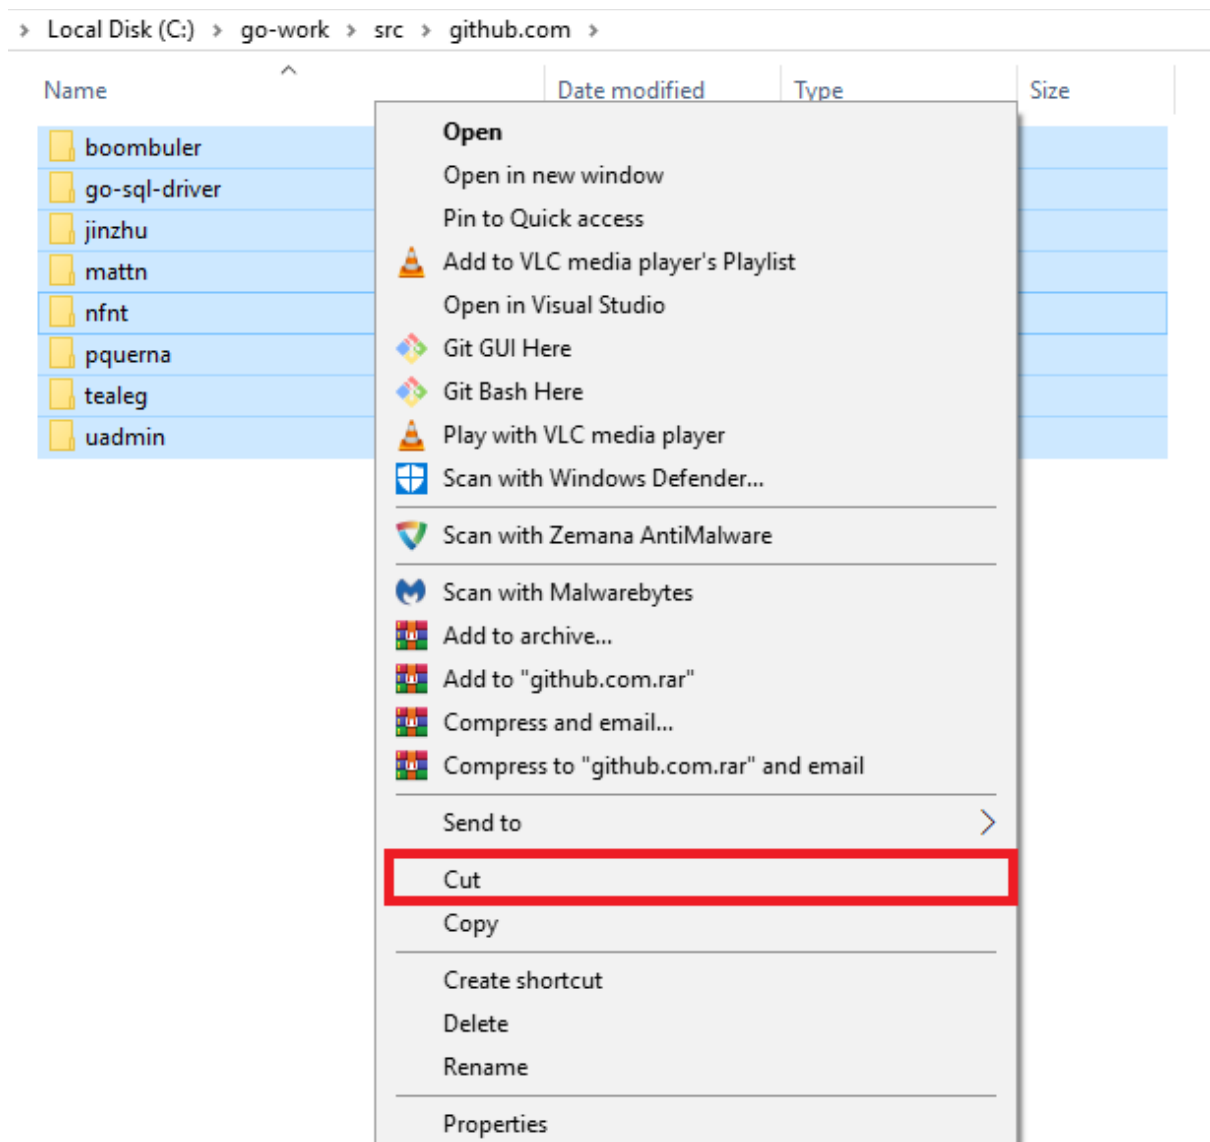 > Local Disk (C:) > go-work > src > github.com >
Name Date modified Type Size
boombuler
go-sql-driver
jinzhu
mattn
nfnt
pquerna
tealeg
uadmin
Open
Open in new window
Pin to Quick access
Add to VLC media player's Playlist
Open in Visual Studio
Git GUI Here
Git Bash Here
Play with VLC media player
Scan with Windows Defender...
Scan with Zemana AntiMalware
Scan with Malwarebytes
Add to archive...
Add to "github.com.rar"
Compress and email...
Compress to "github.com.rar" and email
Send to
Cut
Copy
Create shortcut
Delete
Rename
Properties